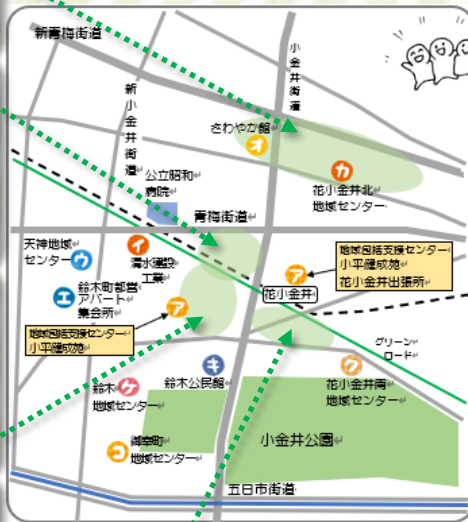 新青梅街道
小金井街道
新小金井街道
さわやか館
オ
カ
花小金井北
地域センター
公立昭和
病院
青梅街道
天神地域
センター
ウ
イ
清水建設
工業
ア
地域包括支援センター
小平健成苑
花小金井出張所
花小金井
エ
鈴木町都営
アパート
集会所
ア
地域包括支援センター
小平健成苑
グリーン
ロード
キ
鈴木公民館
ク
花小金井南
地域センター
ケ
鈴木
地域センター
コ
御幸町
地域センター
小金井公園
五日市街道